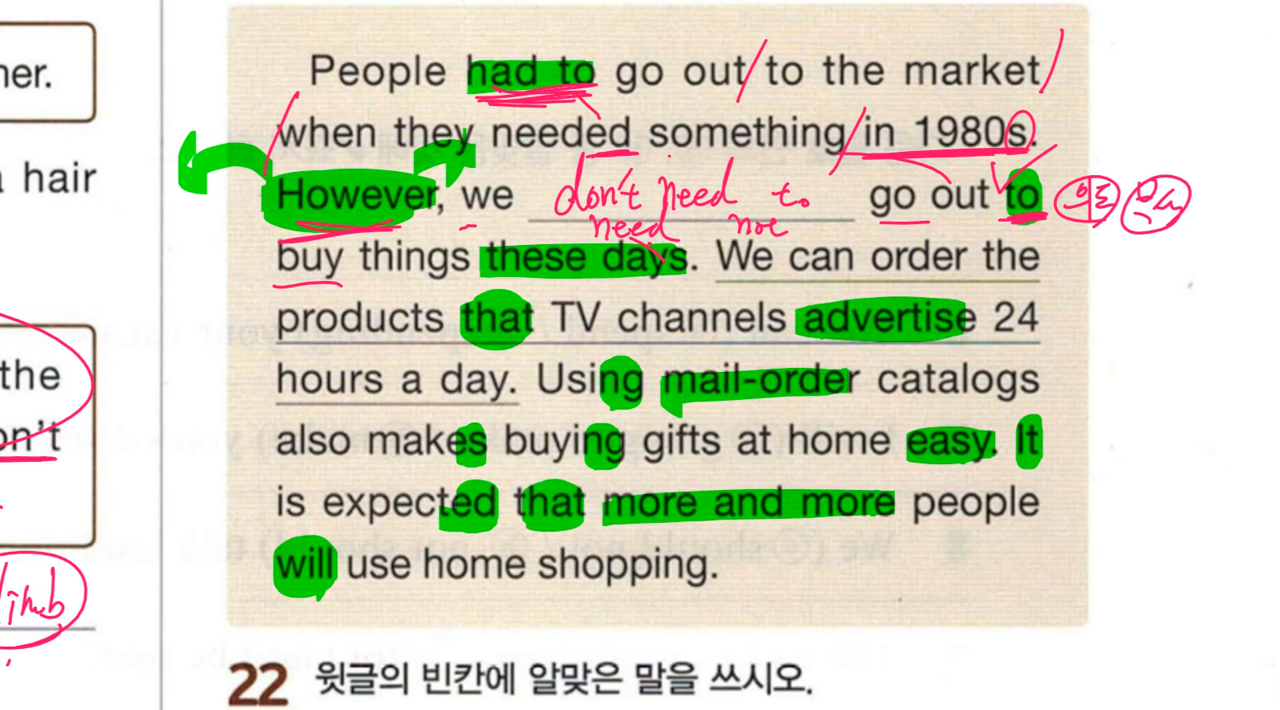 ner.
a hair
the
on't
People had to go out to the market
when they needed something in 1980s.
However, we don't need to go out to 의도 목적
need not
buy things these days. We can order the
products that TV channels advertise 24
hours a day. Using mail-order catalogs
also makes buying gifts at home easy. It
is expected that more and more people
will use home shopping.
22 윗글의 빈칸에 알맞은 말을 쓰시오.